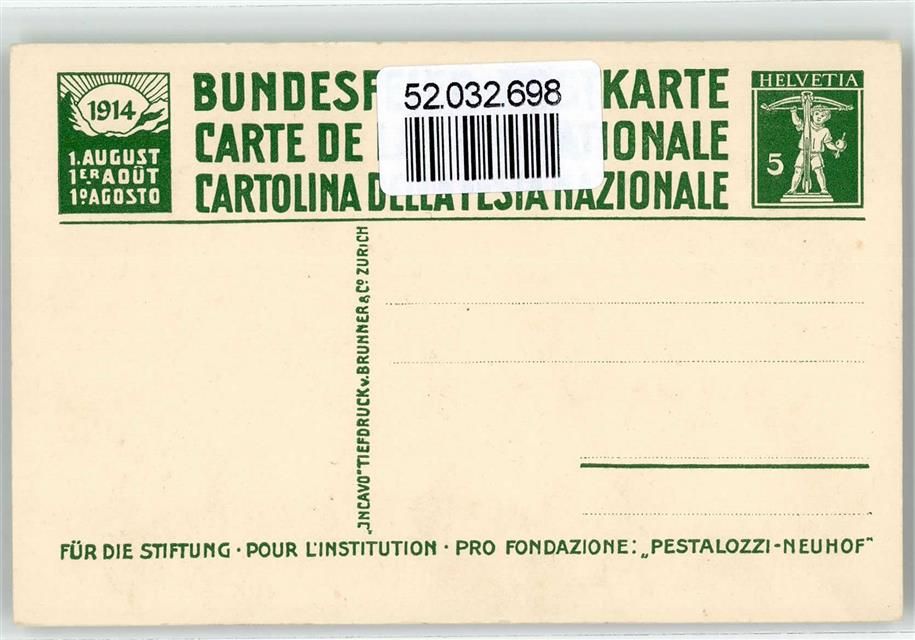 1914
1. AUGUST
1ER AOÛT
1º AGOSTO
BUNDESF KARTE
CARTE DE IONALE
CARTOLINA DELLA FESTA NAZIONALE
52.032.698
HELVETIA
5
„INCAVO" TIEFDRUCK v. BRUNNER & Cº ZURICH
FÜR DIE STIFTUNG · POUR L'INSTITUTION · PRO FONDAZIONE: „PESTALOZZI-NEUHOF"